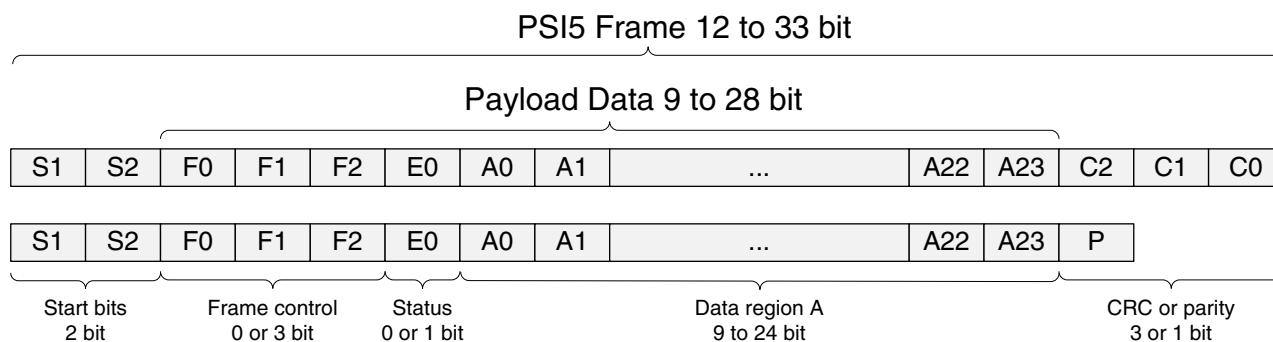 PSI5 Frame 12 to 33 bit
Payload Data 9 to 28 bit
S1 S2 F0 F1 F2 E0 A0 A1 ... A22 A23 C2 C1 C0
S1 S2 F0 F1 F2 E0 A0 A1 ... A22 A23 P
Start bits Frame control Status Data region A CRC or parity
2 bit 0 or 3 bit 0 or 1 bit 9 to 24 bit 3 or 1 bit